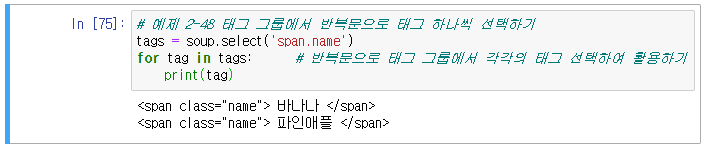 In [75]: # 예제 2-48 태그 그룹에서 반복문으로 태그 하나씩 선택하기
tags = soup.select('span.name')
for tag in tags:      # 반복문으로 태그 그룹에서 각각의 태그 선택하여 활용하기
    print(tag)
<span class="name"> 바나나 </span>
<span class="name"> 파인애플 </span>